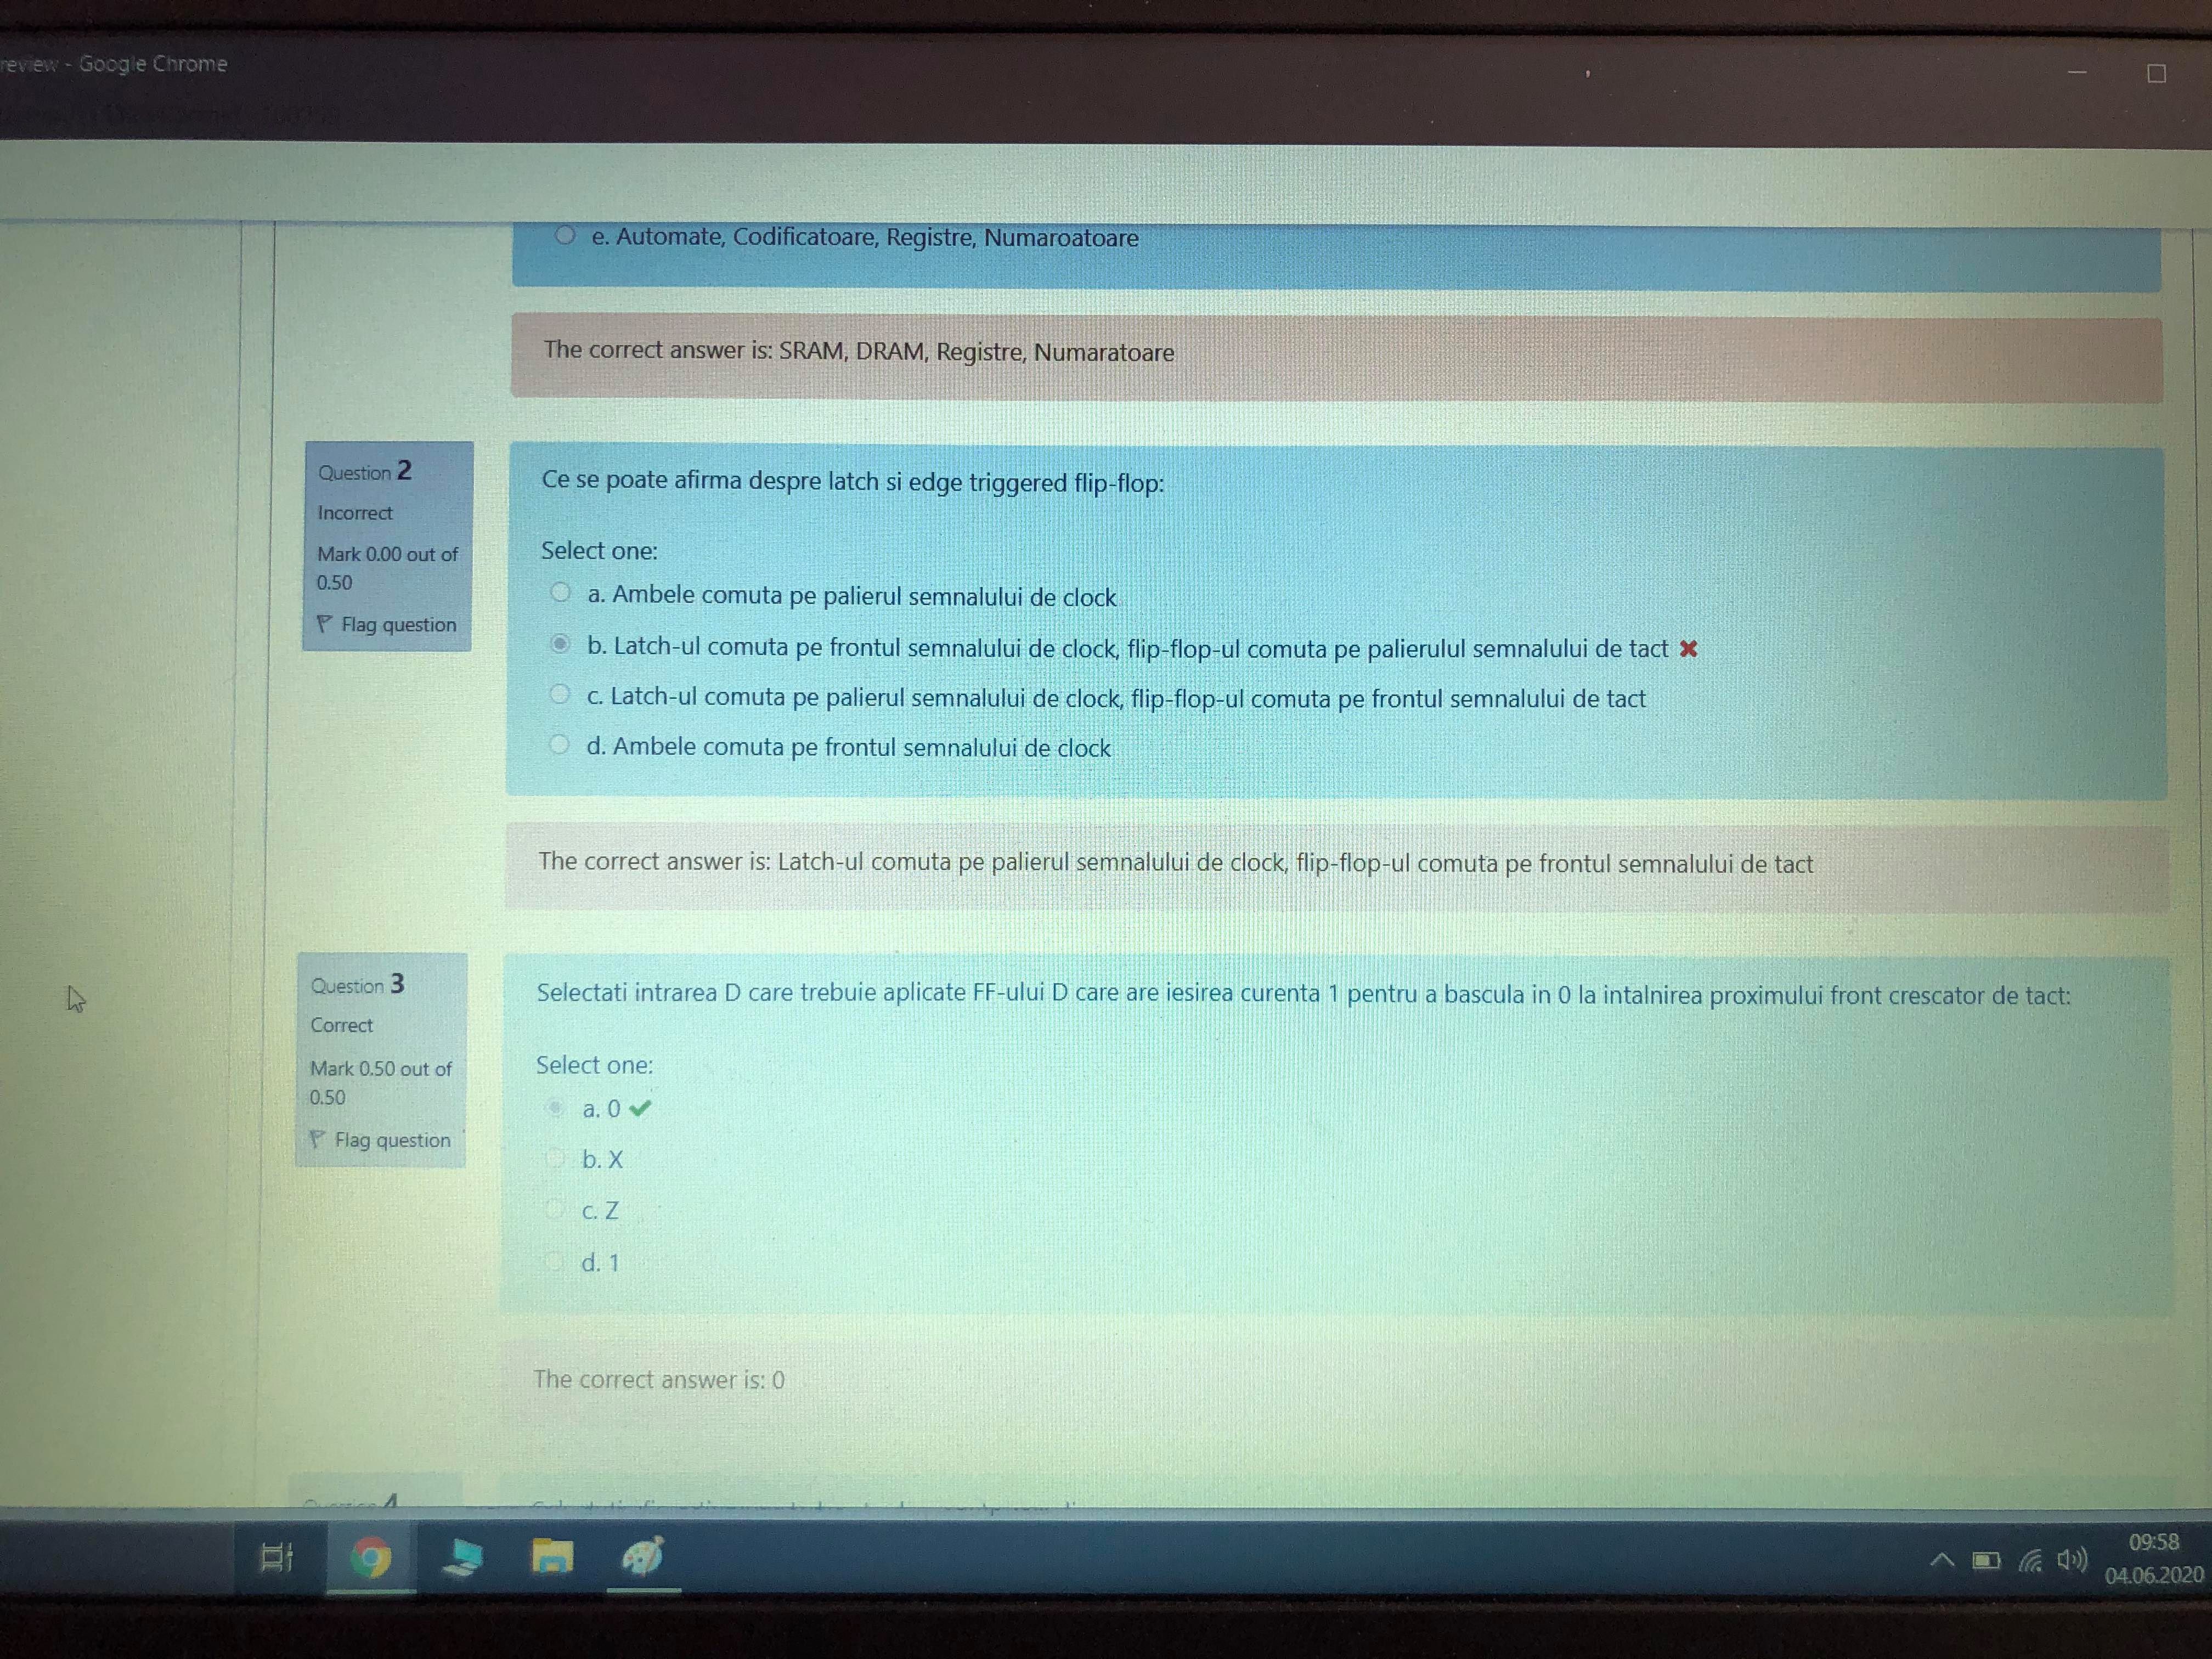 review - Google Chrome
e. Automate, Codificatoare, Registre, Numaroatoare
The correct answer is: SRAM, DRAM, Registre, Numaratoare
Question 2
Incorrect
Mark 0.00 out of
0.50
Flag question
Ce se poate afirma despre latch si edge triggered flip-flop:
Select one:
a. Ambele comuta pe palierul semnalului de clock
b. Latch-ul comuta pe frontul semnalului de clock, flip-flop-ul comuta pe palierulul semnalului de tact
c. Latch-ul comuta pe palierul semnalului de clock, flip-flop-ul comuta pe frontul semnalului de tact
d. Ambele comuta pe frontul semnalului de clock
The correct answer is: Latch-ul comuta pe palierul semnalului de clock, flip-flop-ul comuta pe frontul semnalului de tact
Question 3
Correct
Mark 0.50 out of
0.50
Flag question
Selectati intrarea D care trebuie aplicate FF-ului D care are iesirea curenta 1 pentru a bascula in 0 la intalnirea proximului front crescator de tact:
Select one:
a. 0
b. X
c. Z
d. 1
The correct answer is: 0
09:58
04.06.2020